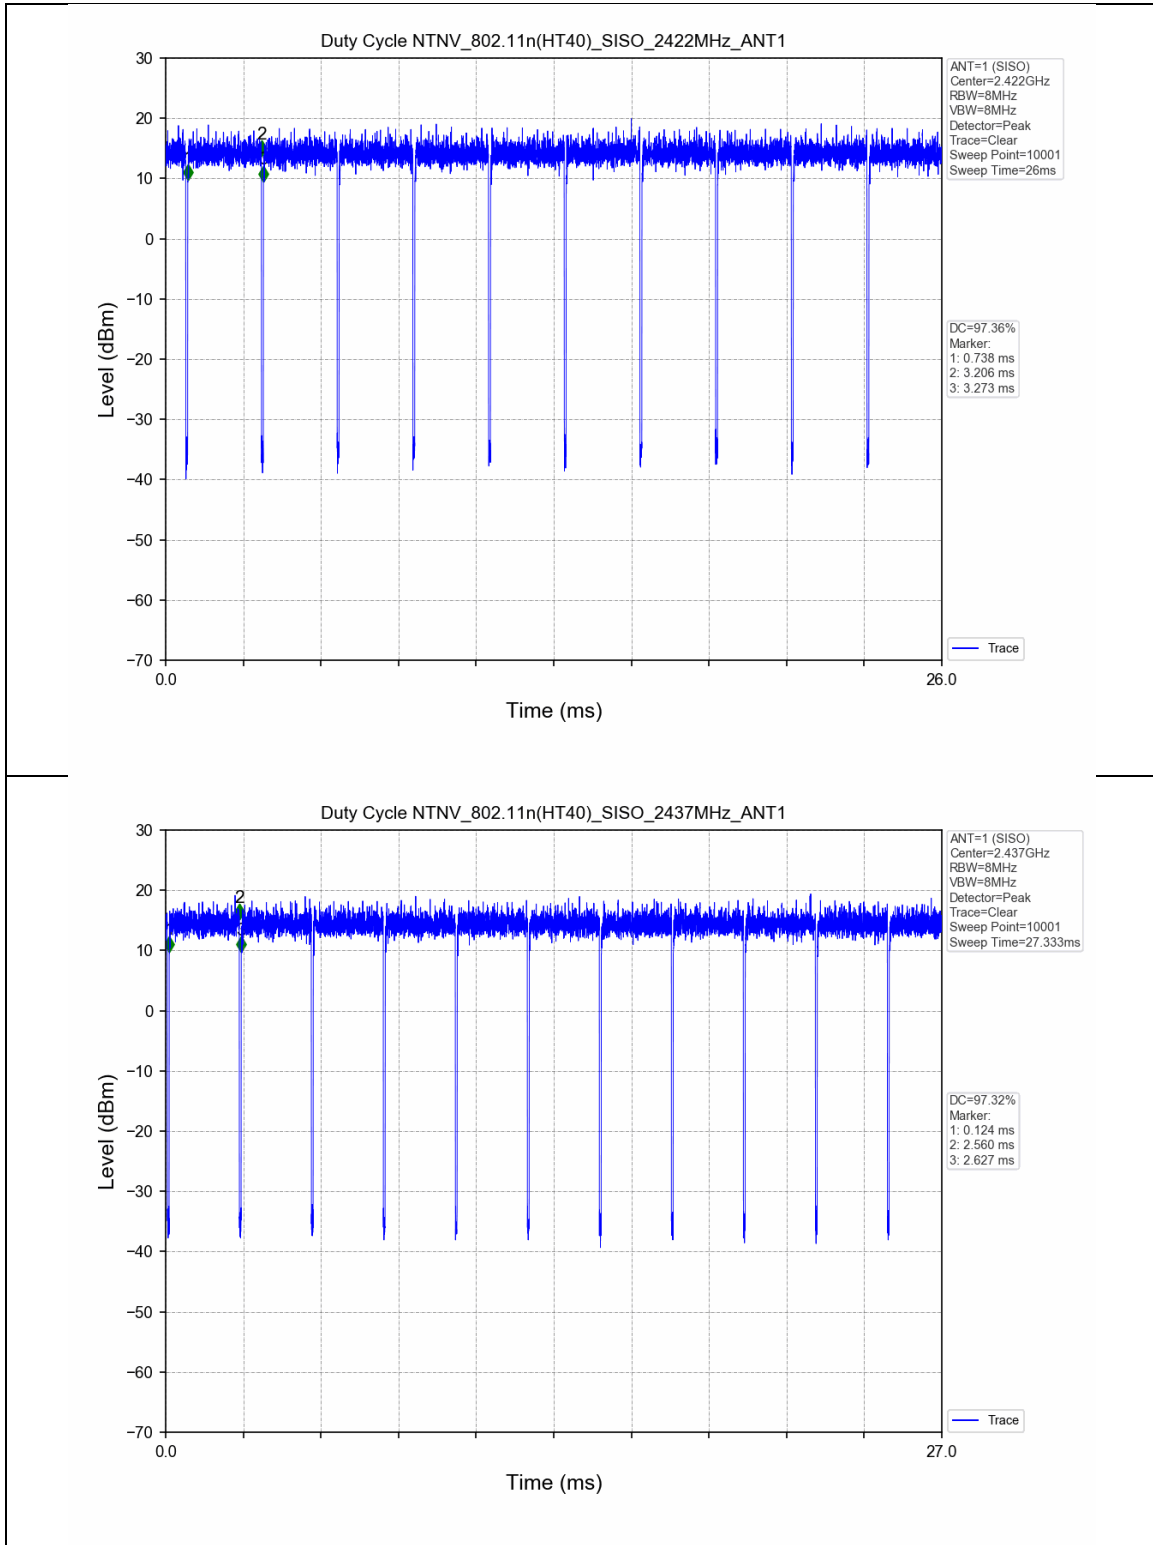 Duty Cycle NTNV_802.11n(HT40)_SISO_2422MHz_ANT1
30
20
10
0
−10
−20
−30
−40
−50
−60
−70
Level (dBm)
2
0.0
26.0
Time (ms)
ANT=1 (SISO)
Center=2.422GHz
RBW=8MHz
VBW=8MHz
Detector=Peak
Trace=Clear
Sweep Point=10001
Sweep Time=26ms
DC=97.36%
Marker:
1: 0.738 ms
2: 3.206 ms
3: 3.273 ms
Trace
Duty Cycle NTNV_802.11n(HT40)_SISO_2437MHz_ANT1
30
20
10
0
−10
−20
−30
−40
−50
−60
−70
Level (dBm)
2
0.0
27.0
Time (ms)
ANT=1 (SISO)
Center=2.437GHz
RBW=8MHz
VBW=8MHz
Detector=Peak
Trace=Clear
Sweep Point=10001
Sweep Time=27.333ms
DC=97.32%
Marker:
1: 0.124 ms
2: 2.560 ms
3: 2.627 ms
Trace